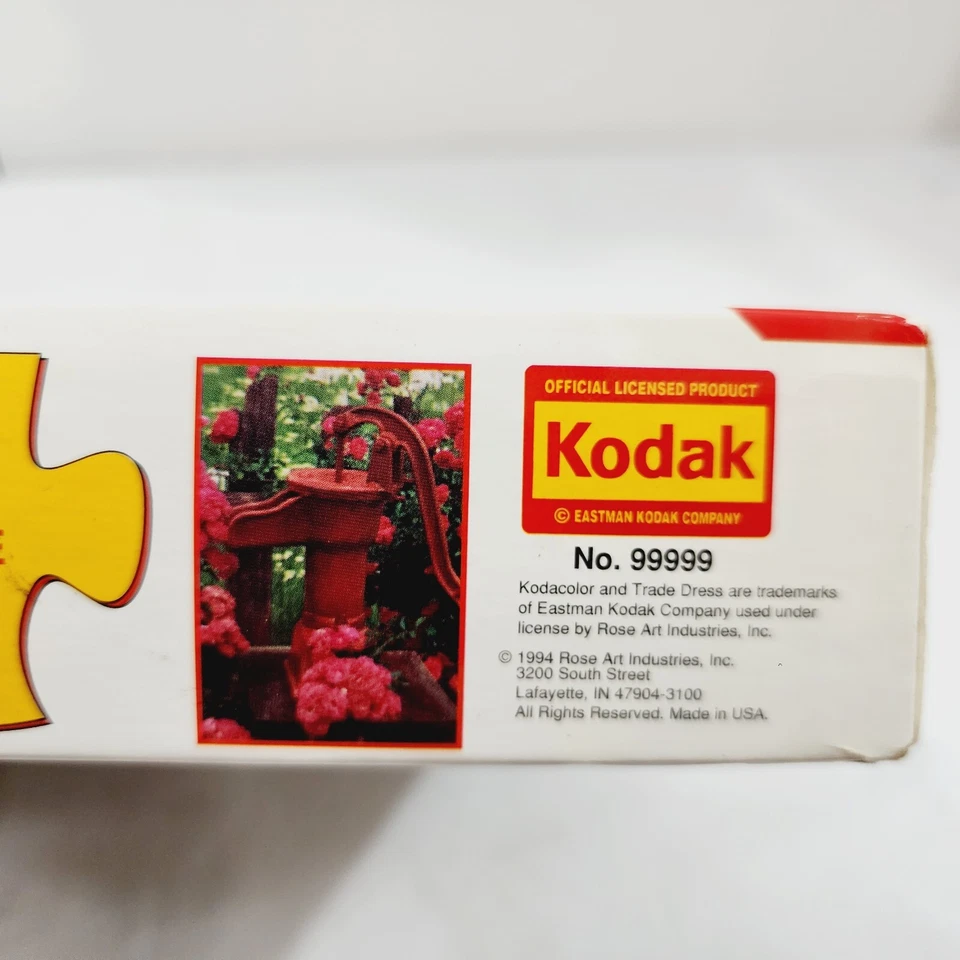 OFFICIAL LICENSED PRODUCT
Kodak
© EASTMAN KODAK COMPANY
No. 99999
Kodacolor and Trade Dress are trademarks
of Eastman Kodak Company used under
license by Rose Art Industries, Inc.
© 1994 Rose Art Industries, Inc.
3200 South Street
Lafayette, IN 47904-3100
All Rights Reserved. Made in USA.